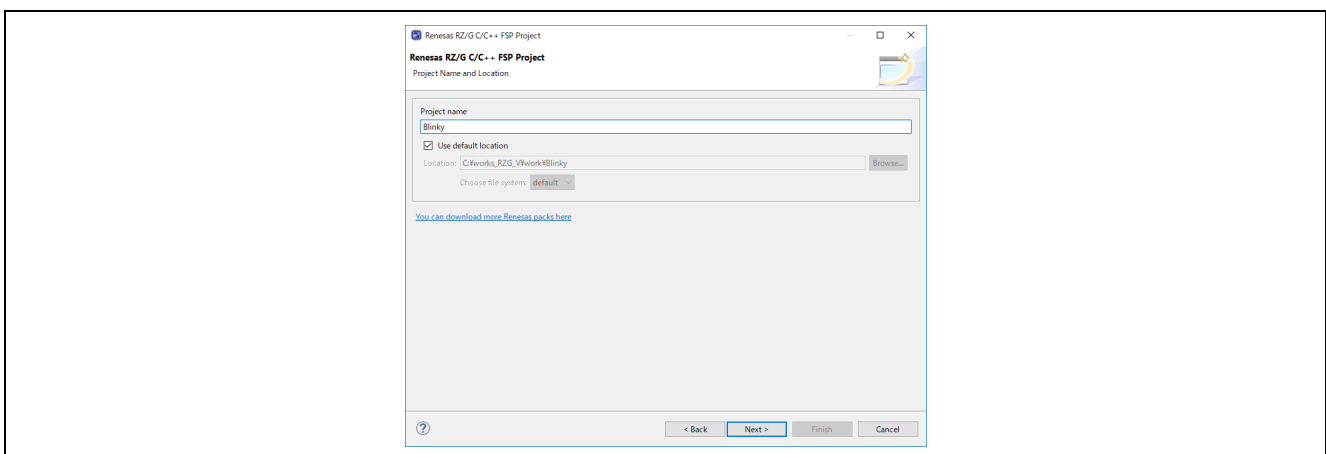 Renesas RZ/G C/C++ FSP Project
Renesas RZ/G C/C++ FSP Project
Project Name and Location
Project name
Blinky
Use default location
Location: C:¥works_RZG_V¥work¥Blinky Browse...
Choose file system: default
You can download more Renesas packs here
< Back Next > Finish Cancel